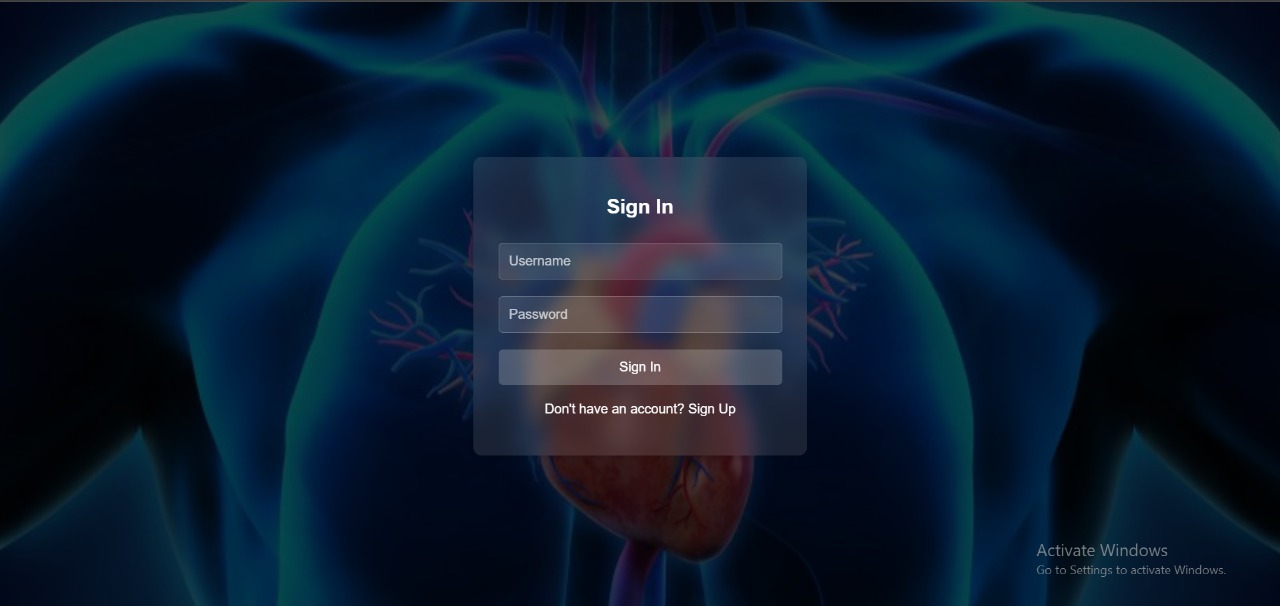 Sign In
Username
Password
Sign In
Don't have an account? Sign Up
Activate Windows
Go to Settings to activate Windows.